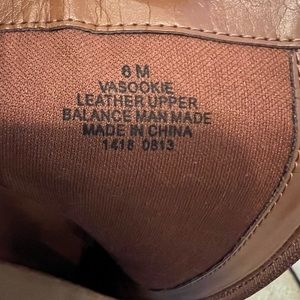 6 M
VASOOKIE
LEATHER UPPER
BALANCE MAN MADE
MADE IN CHINA
1418 0813